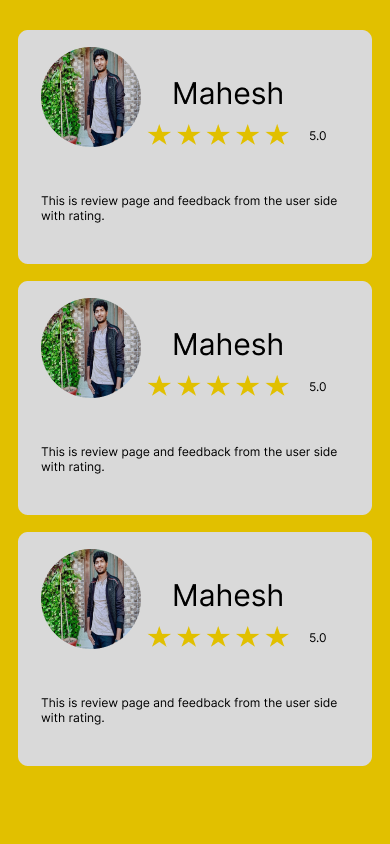 Mahesh
5.0
This is review page and feedback from the user side
with rating.
Mahesh
5.0
This is review page and feedback from the user side
with rating.
Mahesh
5.0
This is review page and feedback from the user side
with rating.